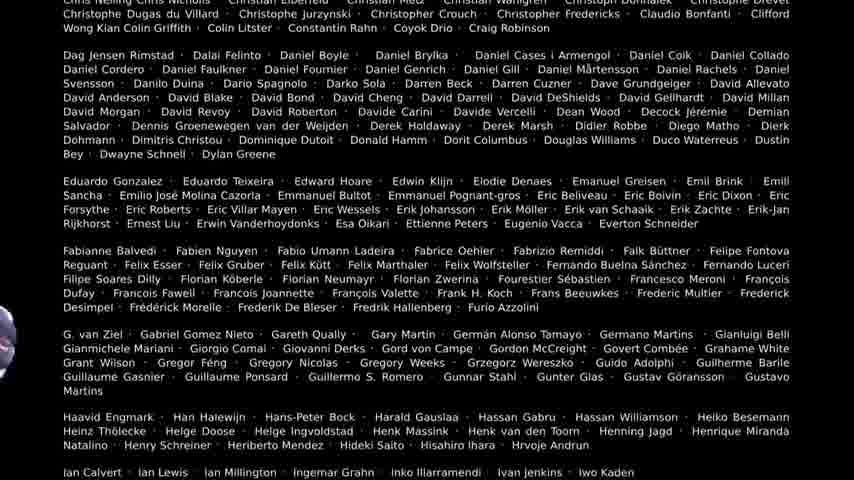 Chris Nelling Chris Nicholls · Christian Elberfeld · Christian Metz · Christian Wahlgren · Christoph Donhalek · Christophe Drevet
Christophe Dugas du Villard · Christophe Jurzynski · Christopher Crouch · Christopher Fredericks · Claudio Bonfanti · Clifford
Wong Kian Colin Griffith · Colin Litster · Constantin Rahn · Coyok Drio · Craig Robinson
Dag Jensen Rimstad · Dalai Felinto · Daniel Boyle · Daniel Brylka · Daniel Cases i Armengol · Daniel Coik · Daniel Collado
Daniel Cordero · Daniel Faulkner · Daniel Fournier · Daniel Genrich · Daniel Gill · Daniel Mårtensson · Daniel Rachels · Daniel
Svensson · Danilo Duina · Dario Spagnolo · Darko Sola · Darren Beck · Darren Cuzner · Dave Grundgeiger · David Allevato
David Anderson · David Blake · David Bond · David Cheng · David Darrell · David DeShields · David Gellhardt · David Millan
David Morgan · David Revoy · David Roberton · Davide Carini · Davide Vercelli · Dean Wood · Decock Jérémie · Demian
Salvador · Dennis Groenewegen van der Weijden · Derek Holdaway · Derek Marsh · Didier Robbe · Diego Matho · Dierk
Dohmann · Dimitris Christou · Dominique Dutoit · Donald Hamm · Dorit Columbus · Douglas Williams · Duco Waterreus · Dustin
Bey · Dwayne Schnell · Dylan Greene
Eduardo Gonzalez · Eduardo Teixeira · Edward Hoare · Edwin Klijn · Elodie Denaes · Emanuel Greisen · Emil Brink · Emill
Sancha · Emilio José Molina Cazorla · Emmanuel Bultot · Emmanuel Pognant-gros · Eric Beliveau · Eric Boivin · Eric Dixon · Eric
Forsythe · Eric Roberts · Eric Villar Mayen · Eric Wessels · Erik Johansson · Erik Möller · Erik van Schaaik · Erik Zachte · Erik-Jan
Rijkhorst · Ernest Liu · Erwin Vanderhoydonks · Esa Oikari · Ettienne Peters · Eugenio Vacca · Everton Schneider
Fabianne Balvedi · Fabien Nguyen · Fabio Umann Ladeira · Fabrice Oehler · Fabrizio Remiddi · Falk Büttner · Felipe Fontova
Reguant · Felix Esser · Felix Gruber · Felix Kütt · Felix Marthaler · Felix Wolfsteller · Fernando Buelna Sánchez · Fernando Luceri
Filipe Soares Dilly · Florian Köberle · Florian Neumayr · Florian Zwerina · Fourestier Sébastien · Francesco Meroni · François
Dufay · Francois Fawell · Francois Joannette · François Valette · Frank H. Koch · Frans Beeuwkes · Frederic Multier · Frederick
Desimpel · Frédérick Morelle · Frederik De Bleser · Fredrik Hallenberg · Furio Azzolini
G. van Ziel · Gabriel Gomez Nieto · Gareth Qually · Gary Martin · Germán Alonso Tamayo · Germano Martins · Gianluigi Belli
Gianmichele Mariani · Giorgio Comai · Giovanni Derks · Gord von Campe · Gordon McCreight · Govert Combée · Grahame White
Grant Wilson · Gregor Féng · Gregory Nicolas · Gregory Weeks · Grzegorz Wereszko · Guido Adolphi · Guilherme Barile
Guillaume Gasnier · Guillaume Ponsard · Guillermo S. Romero · Gunnar Stahl · Gunter Glas · Gustav Göransson · Gustavo
Martins
Haavid Engmark · Han Halewijn · Hans-Peter Bock · Harald Gauslaa · Hassan Gabru · Hassan Williamson · Heiko Besemann
Heinz Thölecke · Helge Doose · Helge Ingvoldstad · Henk Massink · Henk van den Toorn · Henning Jagd · Henrique Miranda
Natalino · Henry Schreiner · Heriberto Mendez · Hideki Saito · Hisahiro Ihara · Hrvoje Andrun
Ian Calvert · Ian Lewis · Ian Millington · Ingemar Grahn · Inko Illarramendi · Ivan Jenkins · Iwo Kaden